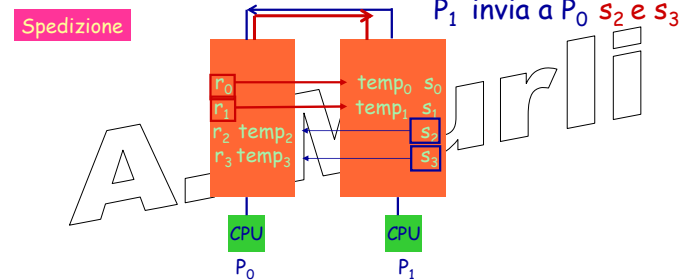 P₁ invia a P₀ s₂ e s₃
Spedizione
r₀ temp₀ s₀
r₁ temp₁ s₁
r₂ temp₂ s₂
r₃ temp₃ s₃
CPU CPU
P₀ P₁